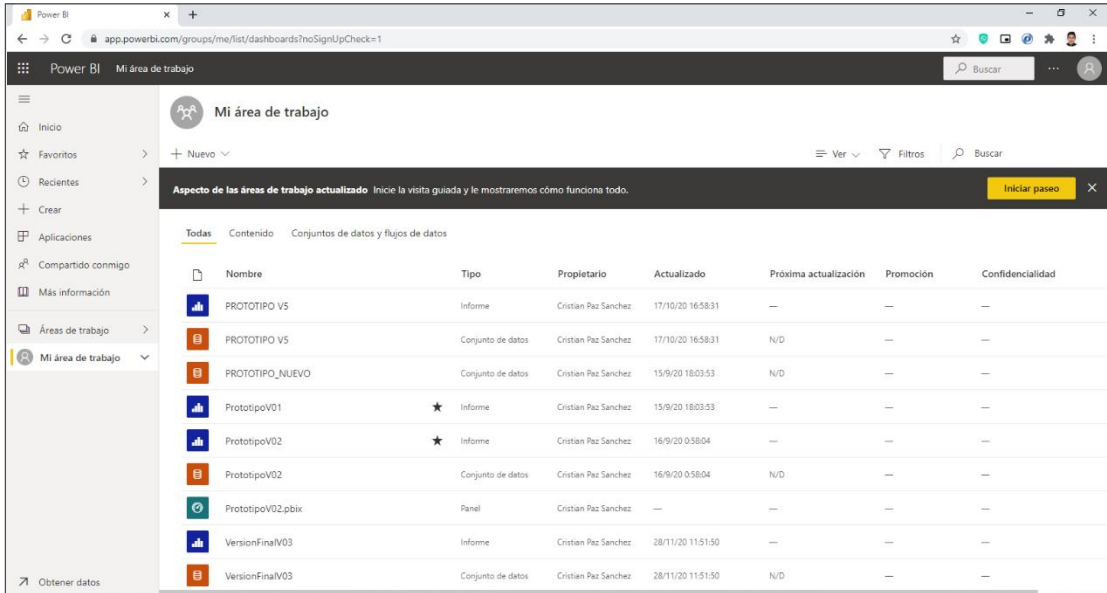 Power BI
app.powerbi.com/groups/me/list/dashboards?noSignUpCheck=1
Power BI Mi área de trabajo Buscar
Inicio
Favoritos
Recientes
Crear
Aplicaciones
Compartido conmigo
Más información
Áreas de trabajo
Mi área de trabajo
Obtener datos
Mi área de trabajo
Nuevo Ver Filtros Buscar
Aspecto de las áreas de trabajo actualizado Inicie la visita guiada y le mostraremos cómo funciona todo. Iniciar paseo
Todas Contenido Conjuntos de datos y flujos de datos
Nombre Tipo Propietario Actualizado Próxima actualización Promoción Confidencialidad
PROTOTIPO V5 Informe Cristian Paz Sanchez 17/10/20 16:58:31 — — —
PROTOTIPO V5 Conjunto de datos Cristian Paz Sanchez 17/10/20 16:58:31 N/D — —
PROTOTIPO_NUEVO Conjunto de datos Cristian Paz Sanchez 15/9/20 18:03:53 N/D — —
PrototipoV01 Informe Cristian Paz Sanchez 15/9/20 18:03:53 — — —
PrototipoV02 Informe Cristian Paz Sanchez 16/9/20 0:58:04 — — —
PrototipoV02 Conjunto de datos Cristian Paz Sanchez 16/9/20 0:58:04 N/D — —
PrototipoV02.pbix Panel Cristian Paz Sanchez — — — —
VersionFinalV03 Informe Cristian Paz Sanchez 28/11/20 11:51:50 — — —
VersionFinalV03 Conjunto de datos Cristian Paz Sanchez 28/11/20 11:51:50 N/D — —